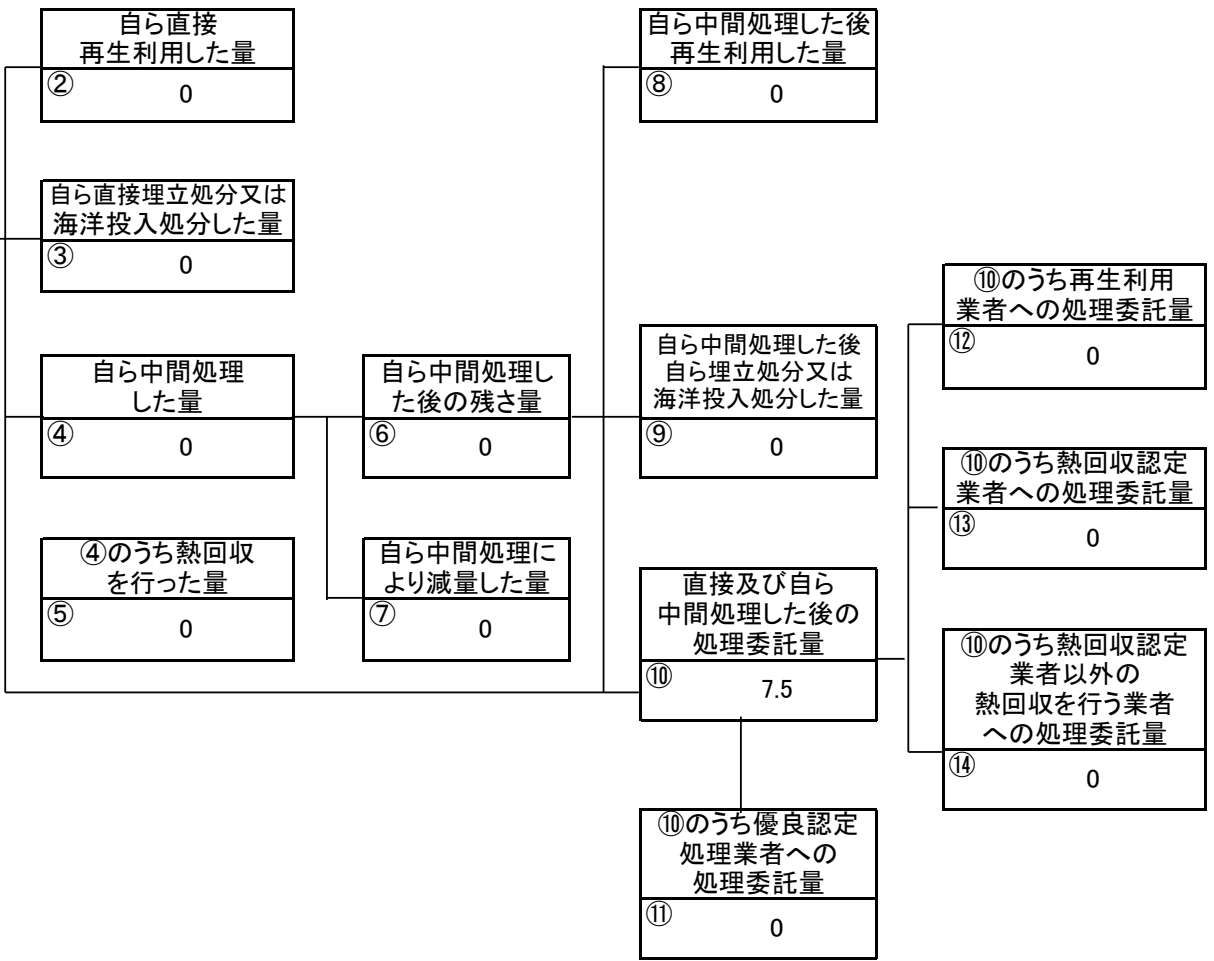 自ら直接
再生利用した量
②
0
自ら中間処理した後
再生利用した量
⑧
0
自ら直接埋立処分又は
海洋投入処分した量
③
0
⑩のうち再生利用
業者への処理委託量
⑫
0
自ら中間処理
した量
④
0
自ら中間処理し
た後の残さ量
⑥
0
自ら中間処理した後
自ら埋立処分又は
海洋投入処分した量
⑨
0
⑩のうち熱回収認定
業者への処理委託量
⑬
0
④のうち熱回収
を行った量
⑤
0
自ら中間処理に
より減量した量
⑦
0
直接及び自ら
中間処理した後の
処理委託量
⑩
7.5
⑩のうち熱回収認定
業者以外の
熱回収を行う業者
への処理委託量
⑭
0
⑩のうち優良認定
処理業者への
処理委託量
⑪
0